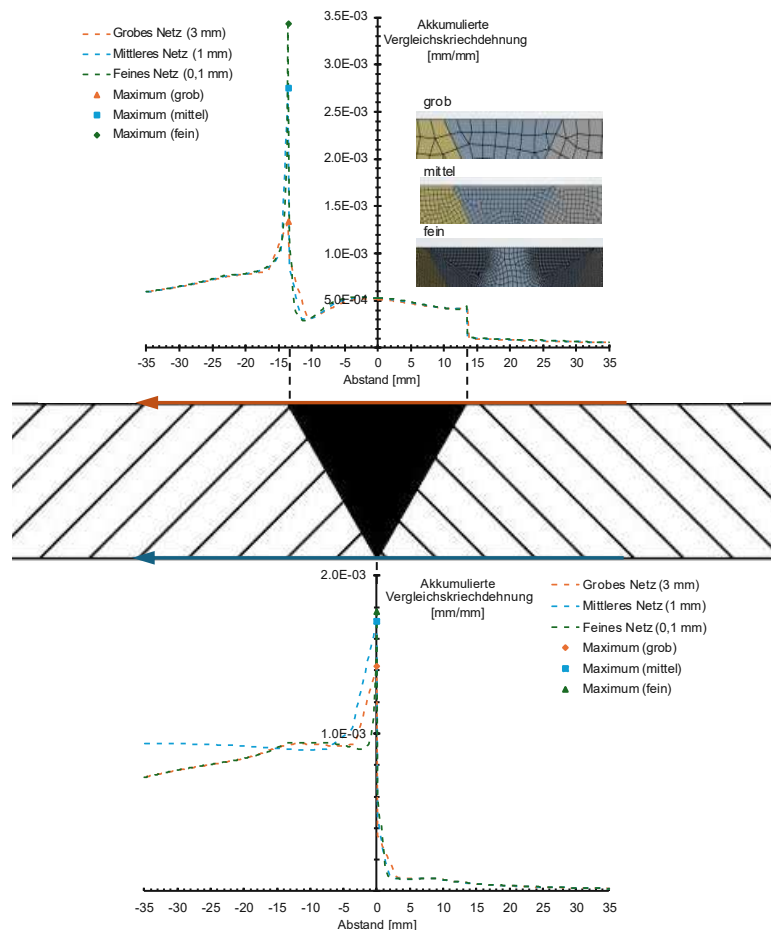 Grobes Netz (3 mm)
Mittleres Netz (1 mm)
Feines Netz (0,1 mm)
Maximum (grob)
Maximum (mittel)
Maximum (fein)
Akkumulierte
Vergleichskriechdehnung
[mm/mm]
3.5E-03
3.0E-03
2.5E-03
2.0E-03
1.5E-03
1.0E-03
5.0E-04
grob
mittel
fein
-35 -30 -25 -20 -15 -10 -5 0 5 10 15 20 25 30 35
Abstand [mm]
2.0E-03
1.0E-03
Akkumulierte
Vergleichskriechdehnung
[mm/mm]
Grobes Netz (3 mm)
Mittleres Netz (1 mm)
Feines Netz (0,1 mm)
Maximum (grob)
Maximum (mittel)
Maximum (fein)
-35 -30 -25 -20 -15 -10 -5 0 5 10 15 20 25 30 35
Abstand [mm]